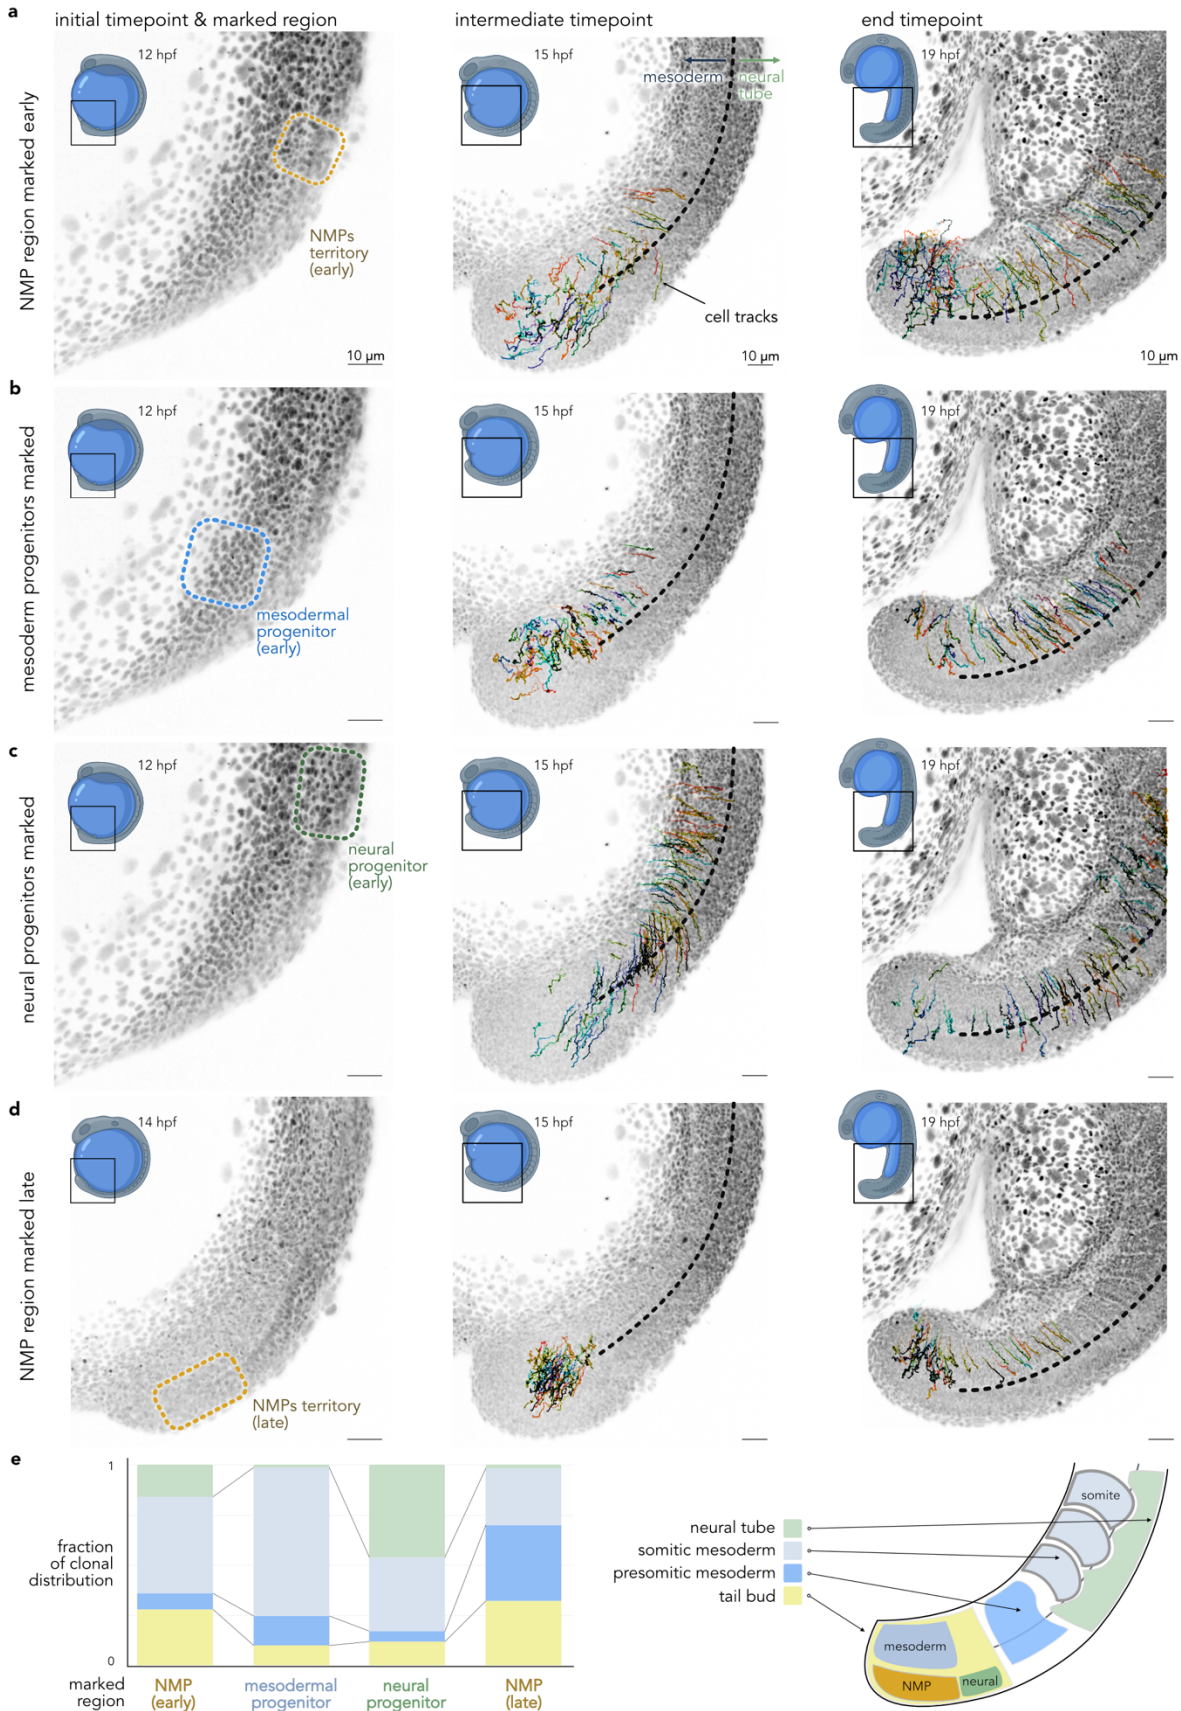 a
initial timepoint & marked region
intermediate timepoint
end timepoint
NMP region marked early
12 hpf
NMPs
territory
(early)
10 µm
15 hpf
mesoderm
neural
tube
cell tracks
10 µm
19 hpf
10 µm
b
mesoderm progenitors marked
12 hpf
mesodermal
progenitor
(early)
15 hpf
19 hpf
c
neural progenitors marked
12 hpf
neural
progenitor
(early)
15 hpf
19 hpf
d
NMP region marked late
14 hpf
NMPs territory
(late)
15 hpf
19 hpf
e
1
fraction
of clonal
distribution
0
marked
region
NMP
(early)
mesodermal
progenitor
neural
progenitor
NMP
(late)
neural tube
somitic mesoderm
presomitic mesoderm
tail bud
somite
mesoderm
NMP
neural